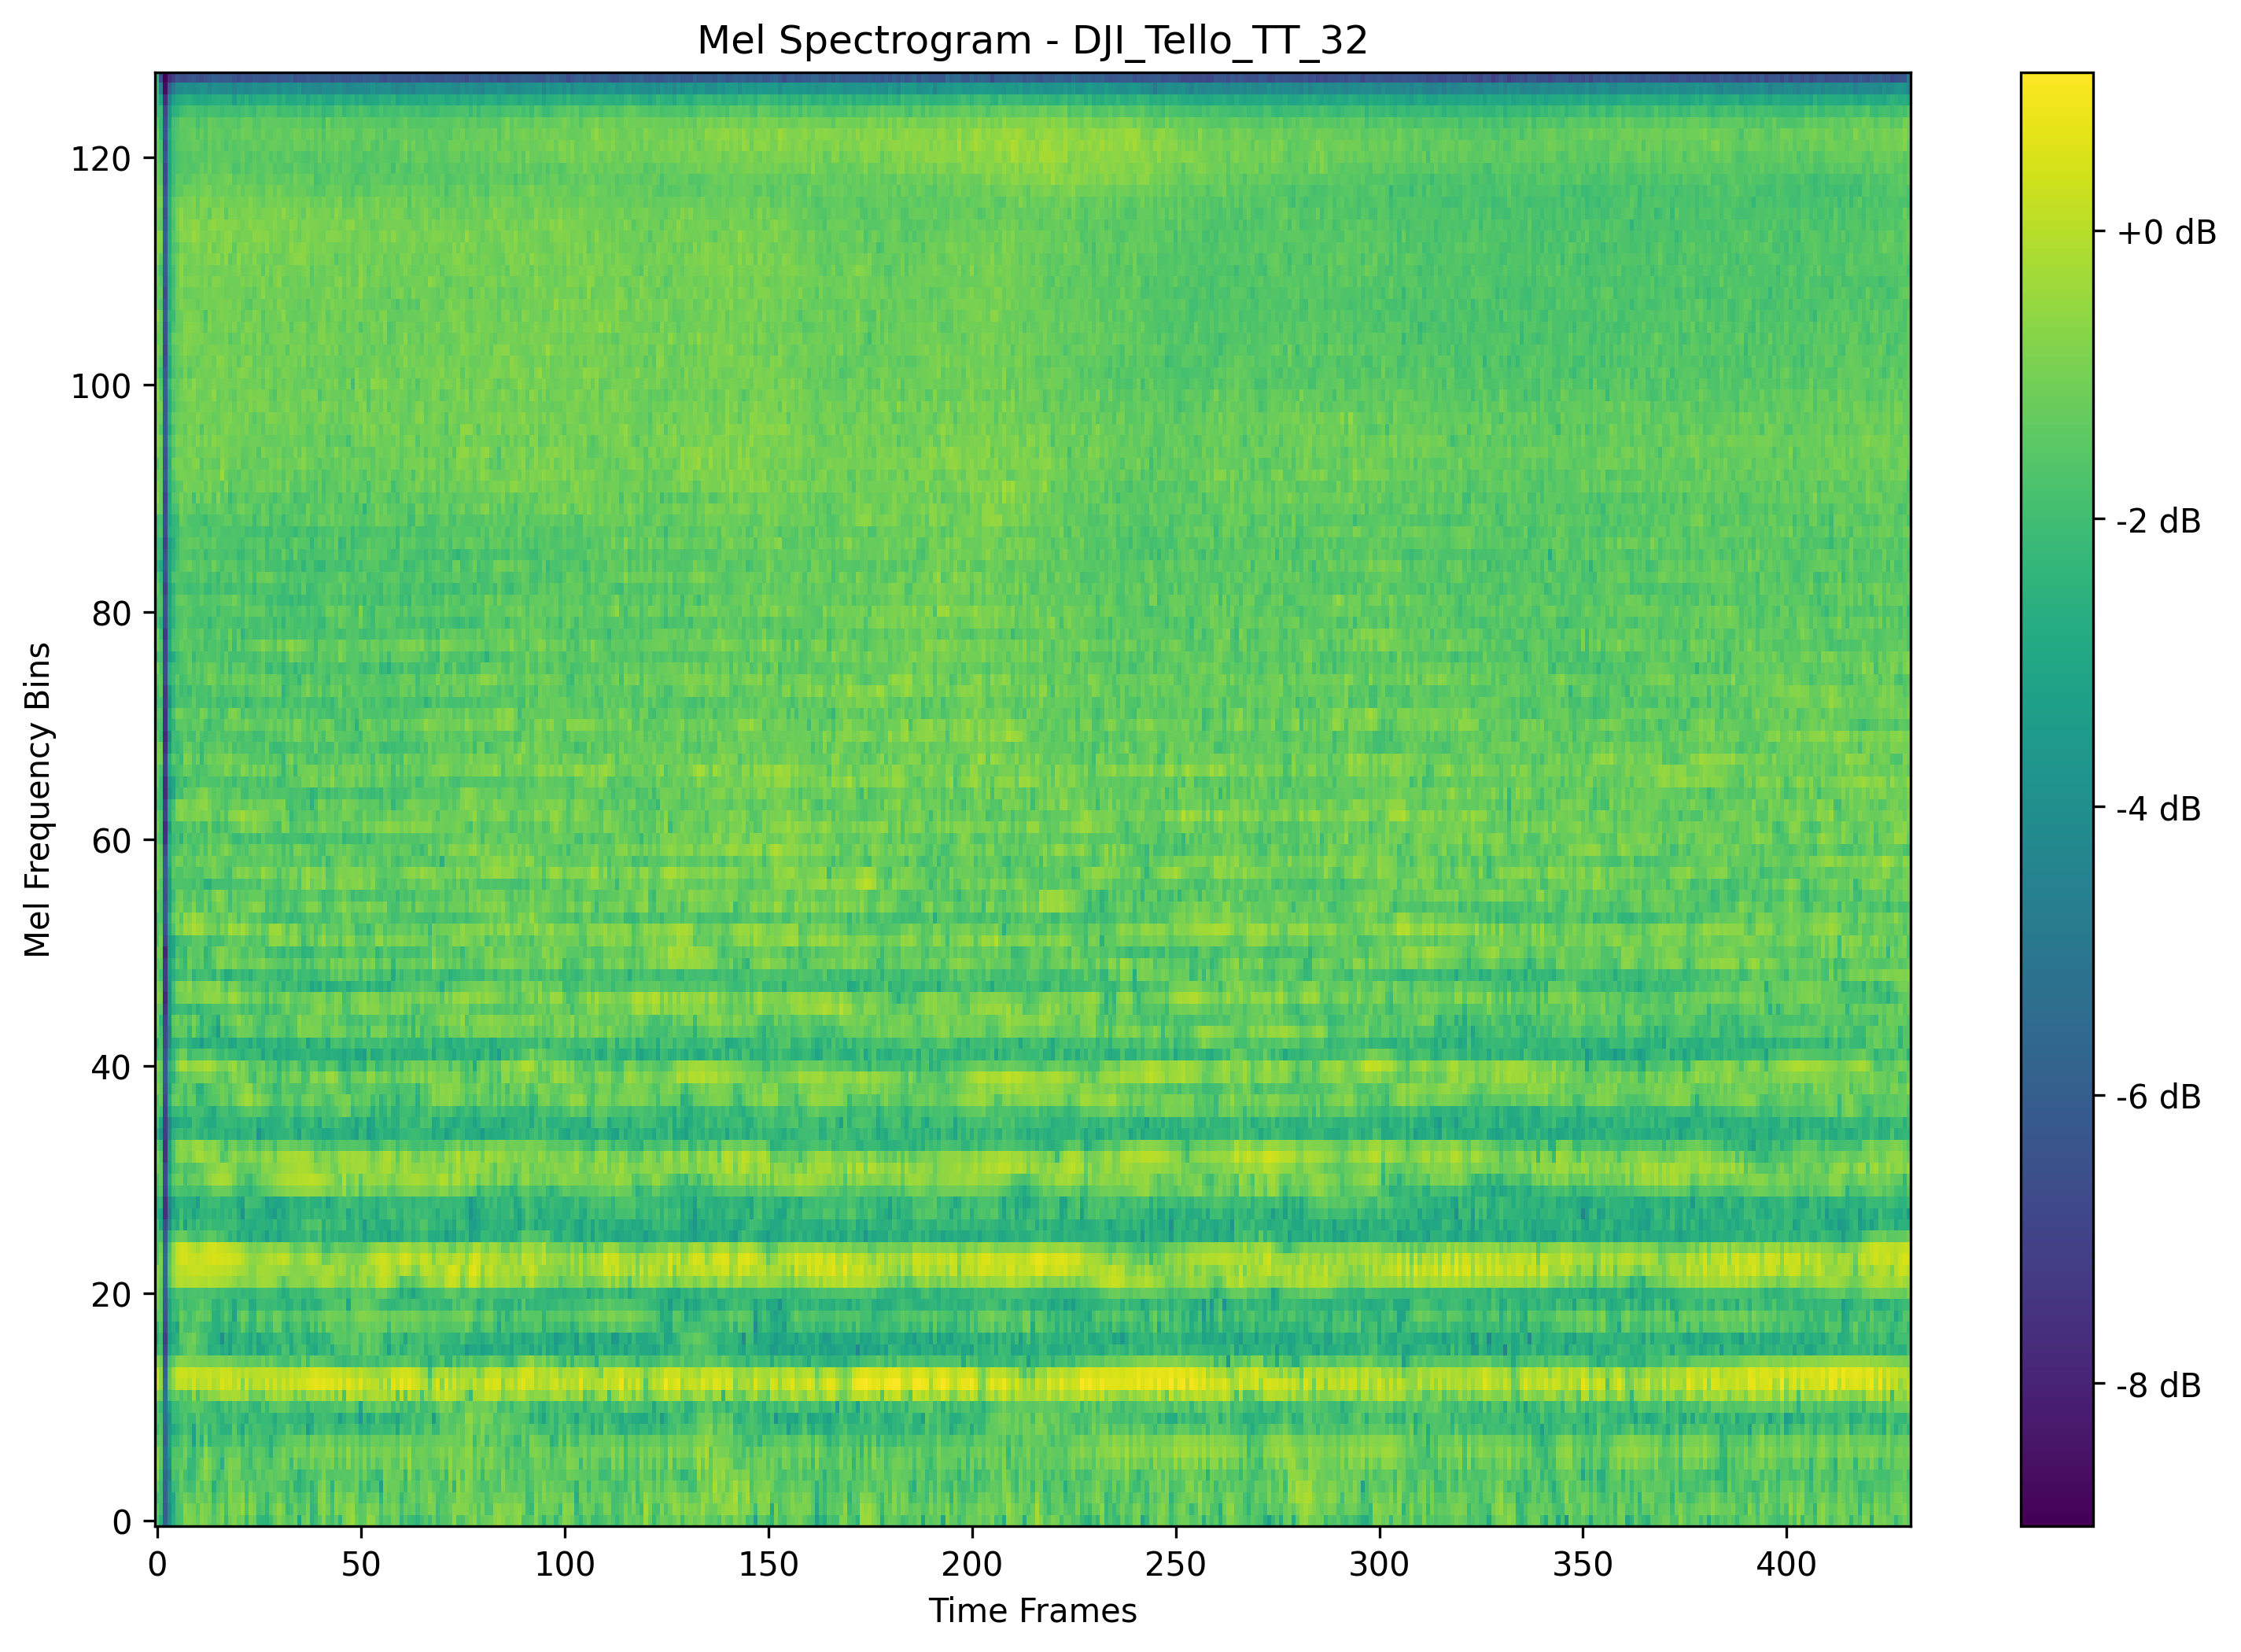 Mel Spectrogram - DJI_Tello_TT_32
Mel Frequency Bins
120
100
80
60
40
20
0
0 50 100 150 200 250 300 350 400
Time Frames
+0 dB
-2 dB
-4 dB
-6 dB
-8 dB